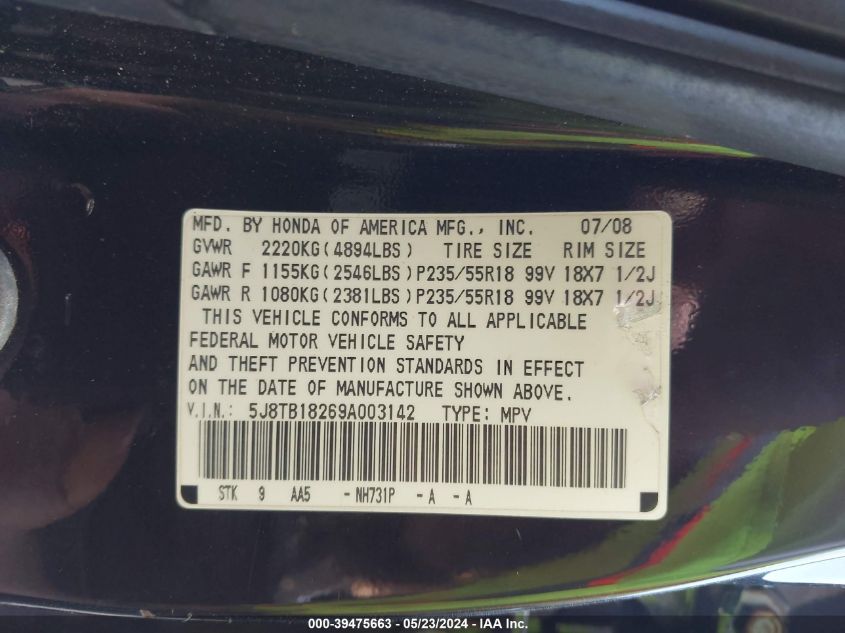 MFD. BY HONDA OF AMERICA MFG., INC. 07/08
GVWR 2220KG(4894LBS) TIRE SIZE RIM SIZE
GAWR F 1155KG(2546LBS)P235/55R18 99V 18X7 1/2J
GAWR R 1080KG(2381LBS)P235/55R18 99V 18X7 1/2J
THIS VEHICLE CONFORMS TO ALL APPLICABLE
FEDERAL MOTOR VEHICLE SAFETY
AND THEFT PREVENTION STANDARDS IN EFFECT
ON THE DATE OF MANUFACTURE SHOWN ABOVE.
V.I.N.: 5J8TB18269A003142 TYPE: MPV
STK 9 AA5 -NH731P -A -A
000-39475663 - 05/23/2024 - IAA Inc.